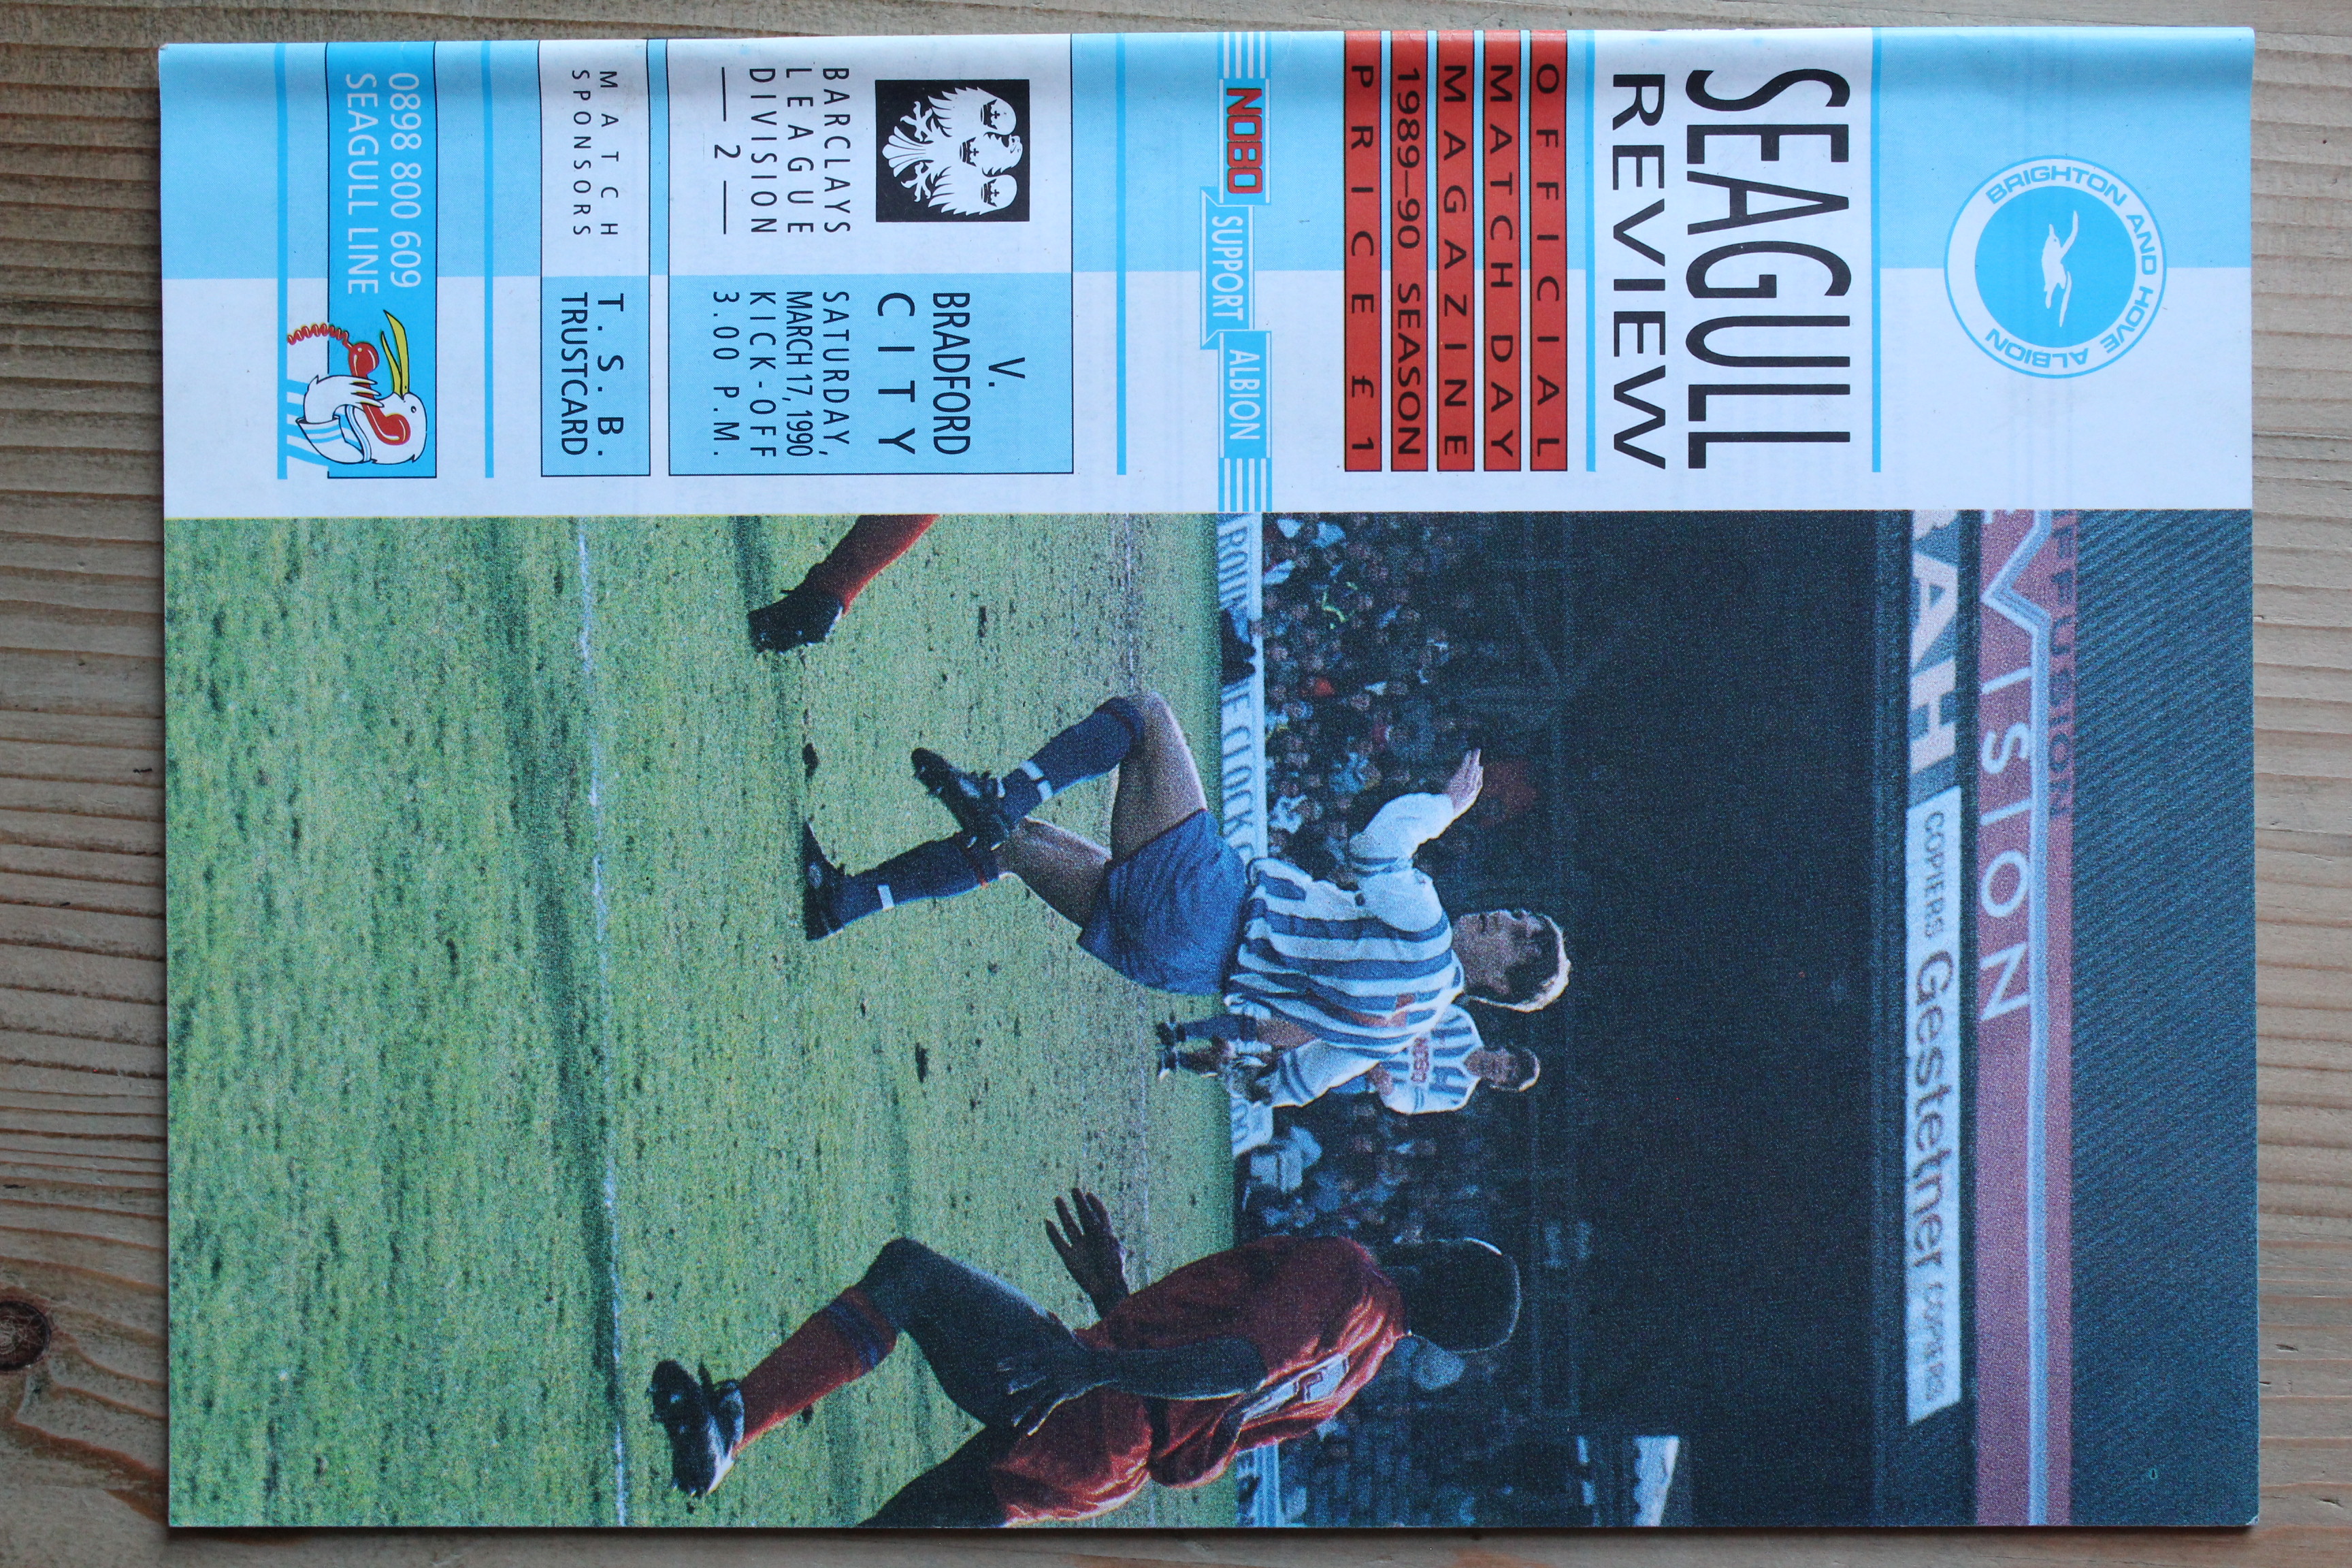 BRIGHTON AND HOVE ALBION
SEAGULL
REVIEW
OFFICIAL
MATCH DAY
MAGAZINE
1989–90 SEASON
PRICE £1
NOBO SUPPORT ALBION
V.
BRADFORD
CITY
BARCLAYS
LEAGUE
DIVISION
— 2 —
SATURDAY,
MARCH 17, 1990
KICK-OFF
3.00 P.M.
MATCH
SPONSORS
T.S.B.
TRUSTCARD
0898 800 609
SEAGULL LINE
VISION
COPIERS Gestetner COPIERS
NOBO